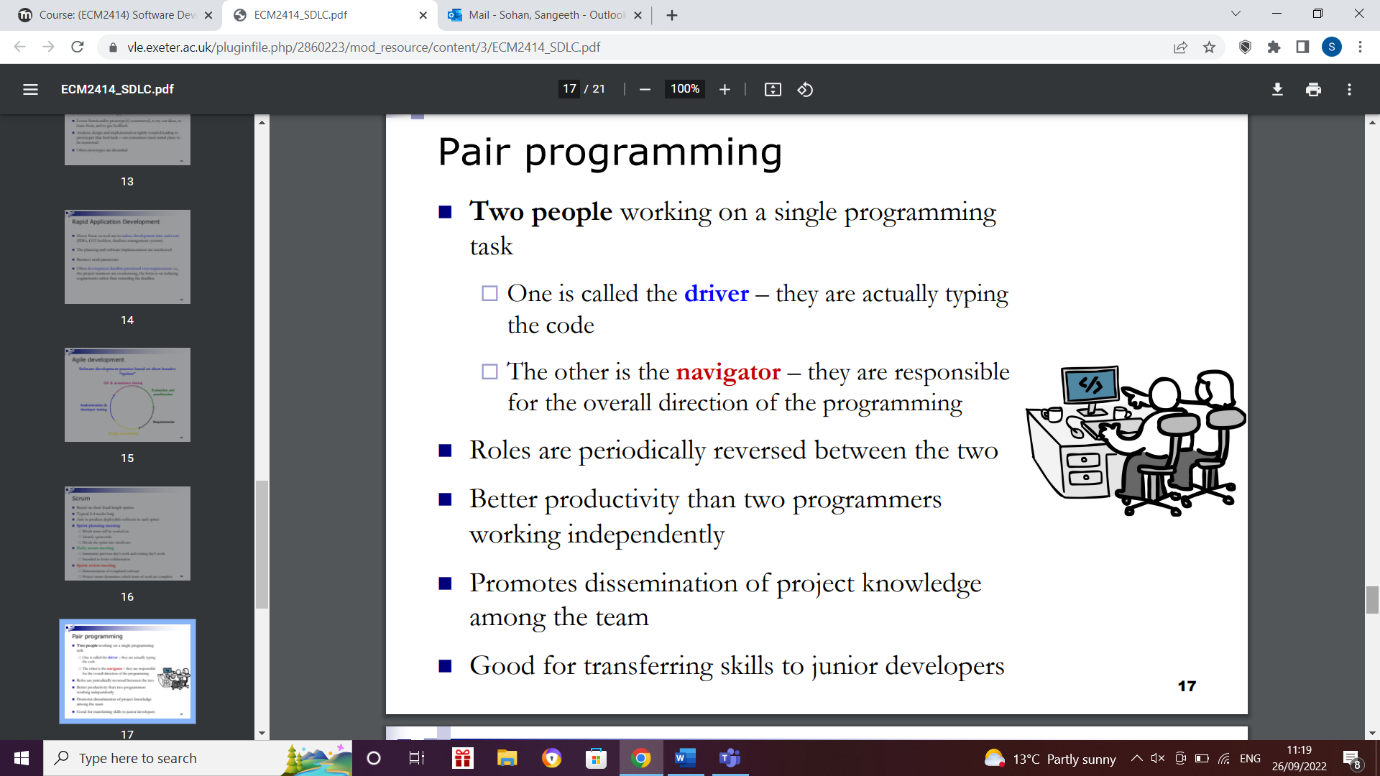 Course: (ECM2414) Software Dev
ECM2414_SDLC.pdf
Mail - Sohan, Sangeeth - Outlook
vle.exeter.ac.uk/pluginfile.php/2860223/mod_resource/content/3/ECM2414_SDLC.pdf
S
ECM2414_SDLC.pdf
17 / 21
100%
13
Rapid Application Development
14
Agile development
15
Scrum
16
Pair programming
17
Pair programming
Two people working on a single programming
task
One is called the driver – they are actually typing
the code
The other is the navigator – they are responsible
for the overall direction of the programming
Roles are periodically reversed between the two
Better productivity than two programmers
working independently
Promotes dissemination of project knowledge
among the team
Good for transferring skills to junior developers
</>
17
Type here to search
13°C Partly sunny
ENG
11:19
26/09/2022
8